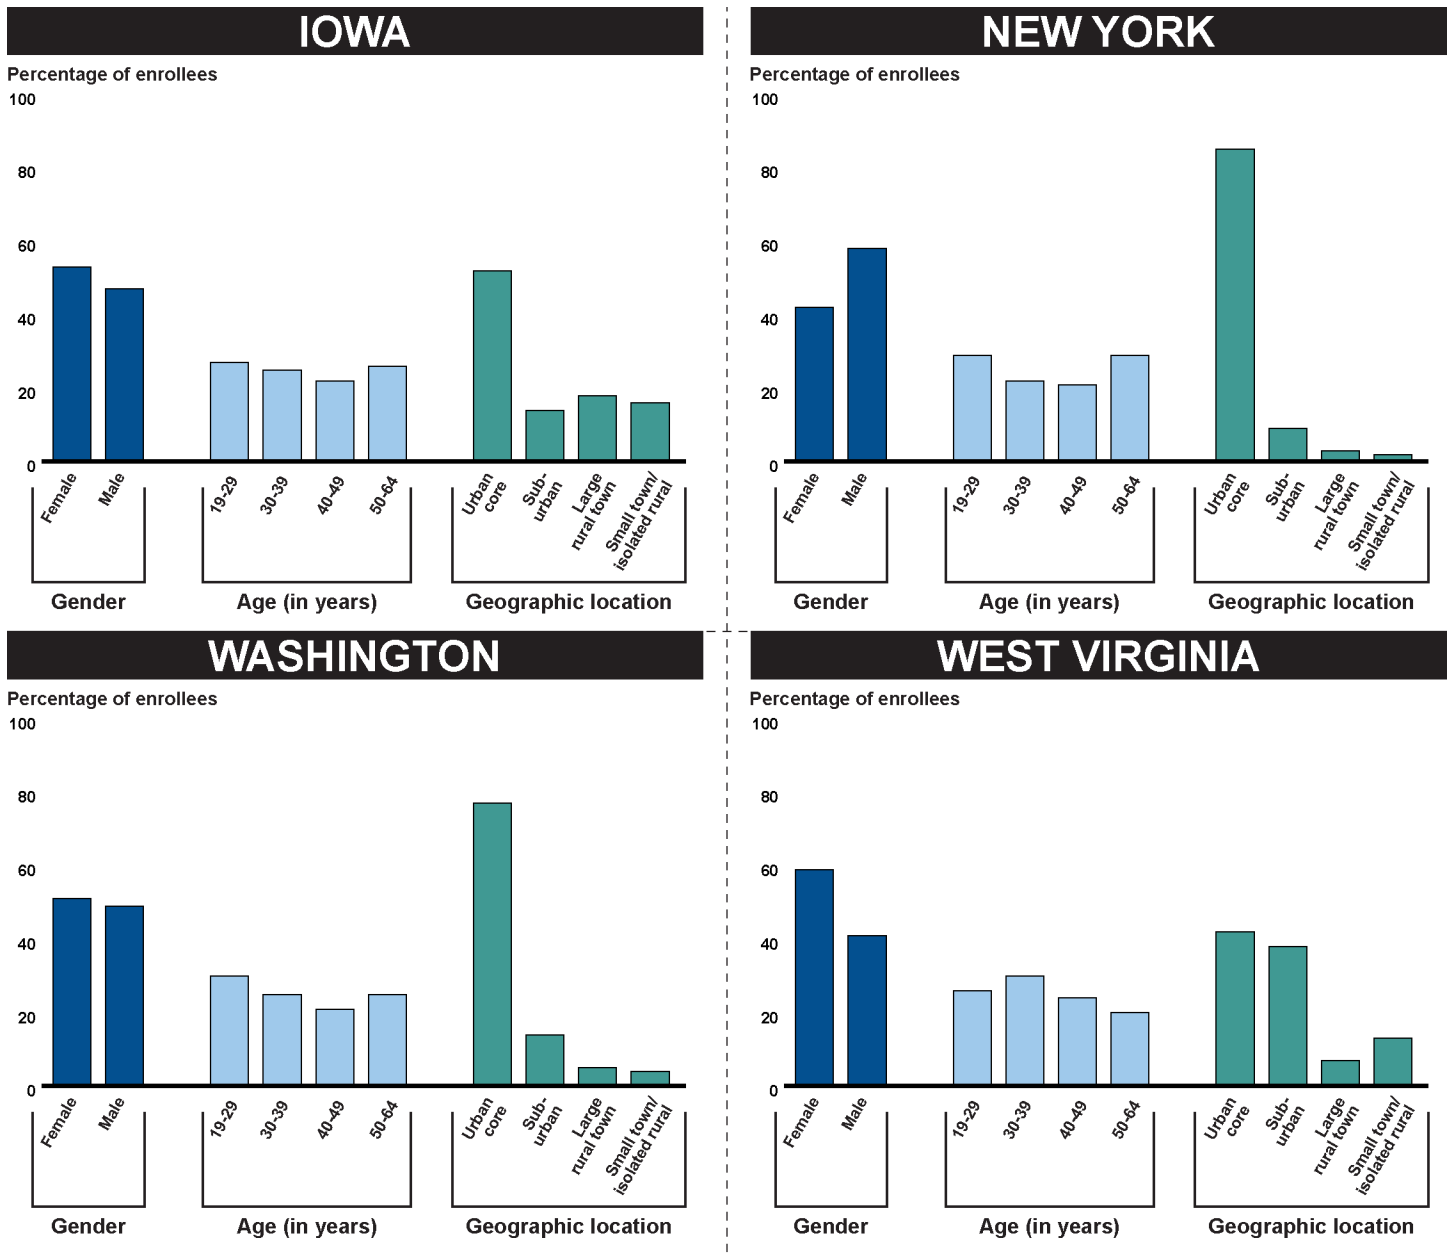 IOWA
Percentage of enrollees
100
80
60
40
20
0
Female
Male
19-29
30-39
40-49
50-64
Urban
core
Sub-
urban
Large
rural town
Small town/
isolated rural
Gender
Age (in years)
Geographic location
NEW YORK
Percentage of enrollees
100
80
60
40
20
0
Female
Male
19-29
30-39
40-49
50-64
Urban
core
Sub-
urban
Large
rural town
Small town/
isolated rural
Gender
Age (in years)
Geographic location
WASHINGTON
Percentage of enrollees
100
80
60
40
20
0
Female
Male
19-29
30-39
40-49
50-64
Urban
core
Sub-
urban
Large
rural town
Small town/
isolated rural
Gender
Age (in years)
Geographic location
WEST VIRGINIA
Percentage of enrollees
100
80
60
40
20
0
Female
Male
19-29
30-39
40-49
50-64
Urban
core
Sub-
urban
Large
rural town
Small town/
isolated rural
Gender
Age (in years)
Geographic location